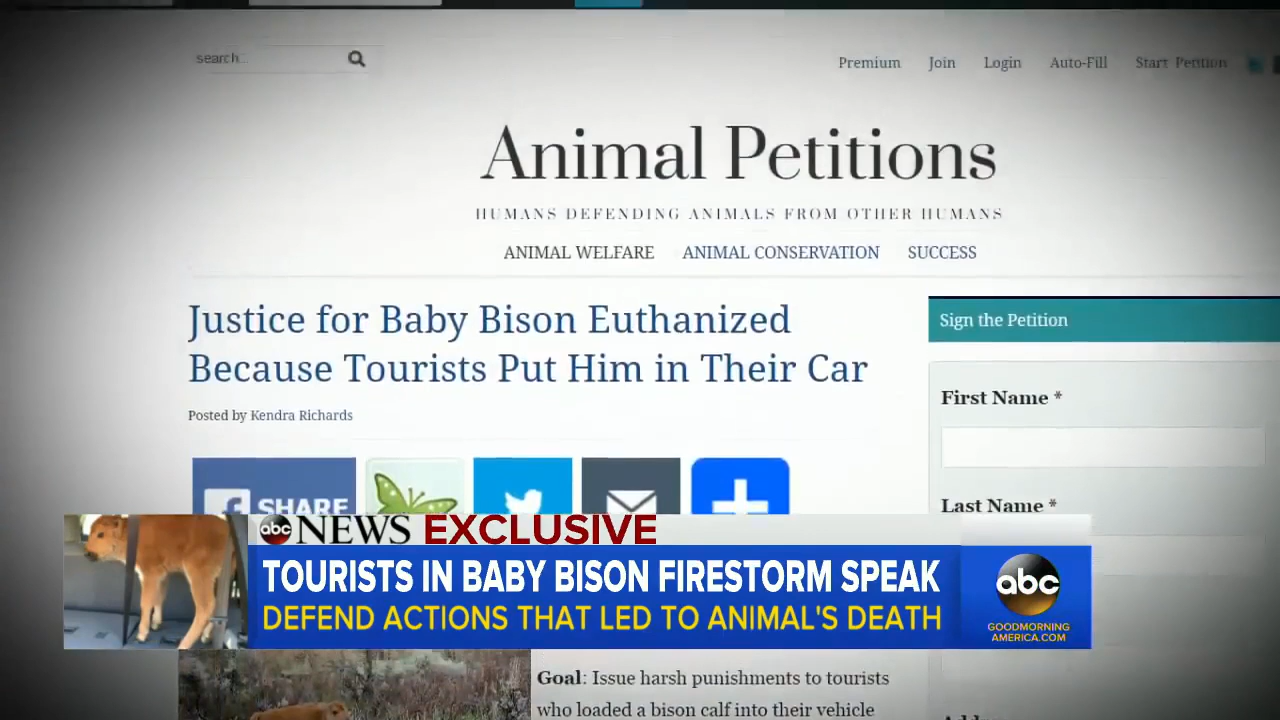 search...
Premium Join Login Auto-Fill Start Petition
Animal Petitions
HUMANS DEFENDING ANIMALS FROM OTHER HUMANS
ANIMAL WELFARE ANIMAL CONSERVATION SUCCESS
Justice for Baby Bison Euthanized
Because Tourists Put Him in Their Car
Posted by Kendra Richards
SHARE
Sign the Petition
First Name *
Last Name *
abc NEWS EXCLUSIVE
TOURISTS IN BABY BISON FIRESTORM SPEAK
DEFEND ACTIONS THAT LED TO ANIMAL'S DEATH
abc
GOODMORNING
AMERICA.COM
Goal: Issue harsh punishments to tourists
who loaded a bison calf into their vehicle